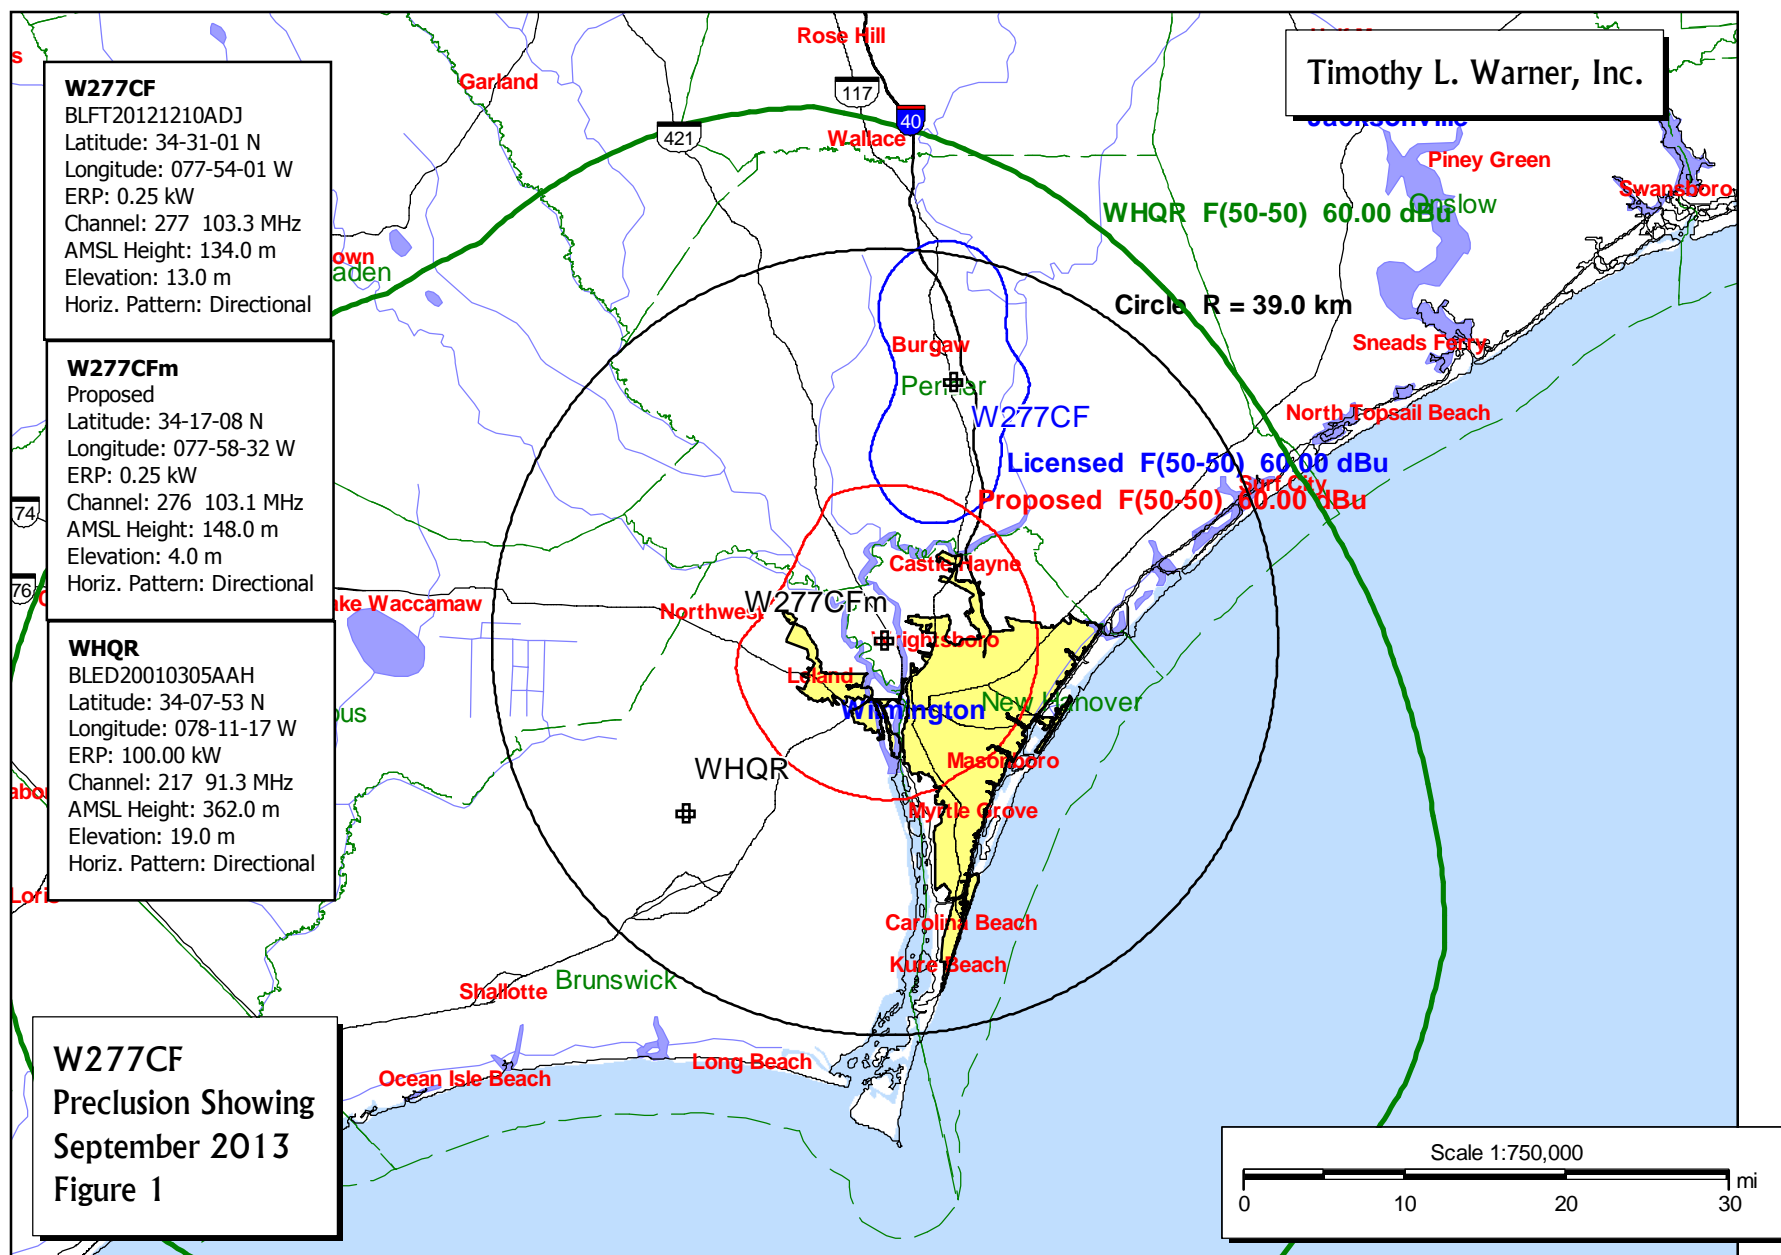 Rose Hill
Timothy L. Warner, Inc.
W277CF
BLFT20121210ADJ
Latitude: 34-31-01 N
Longitude: 077-54-01 W
ERP: 0.25 kW
Channel: 277  103.3 MHz
AMSL Height: 134.0 m
Elevation: 13.0 m
Horiz. Pattern: Directional
W277CFm
Proposed
Latitude: 34-17-08 N
Longitude: 077-58-32 W
ERP: 0.25 kW
Channel: 276  103.1 MHz
AMSL Height: 148.0 m
Elevation: 4.0 m
Horiz. Pattern: Directional
WHQR
BLED20010305AAH
Latitude: 34-07-53 N
Longitude: 078-11-17 W
ERP: 100.00 kW
Channel: 217  91.3 MHz
AMSL Height: 362.0 m
Elevation: 19.0 m
Horiz. Pattern: Directional
Garland
117
40
421
Wallace
Jacksonville
Piney Green
Swansboro
Onslow
WHQR  F(50-50)  60.00 dBu
own
aden
Circle  R = 39.0 km
Sneads Ferry
Burgaw
Pender
W277CF
North Topsail Beach
Licensed  F(50-50)  60.00 dBu
Surf City
Proposed  F(50-50)  60.00 dBu
74
76
Castle Hayne
ake Waccamaw
Northwest
W277CFm
Wrightsboro
Leland
New Hanover
Wilmington
bus
WHQR
Masonboro
Myrtle Grove
abor
Loris
Carolina Beach
Kure Beach
Brunswick
Shallotte
Long Beach
Ocean Isle Beach
W277CF
Preclusion Showing
September 2013
Figure 1
Scale 1:750,000
0 10 20 30 mi